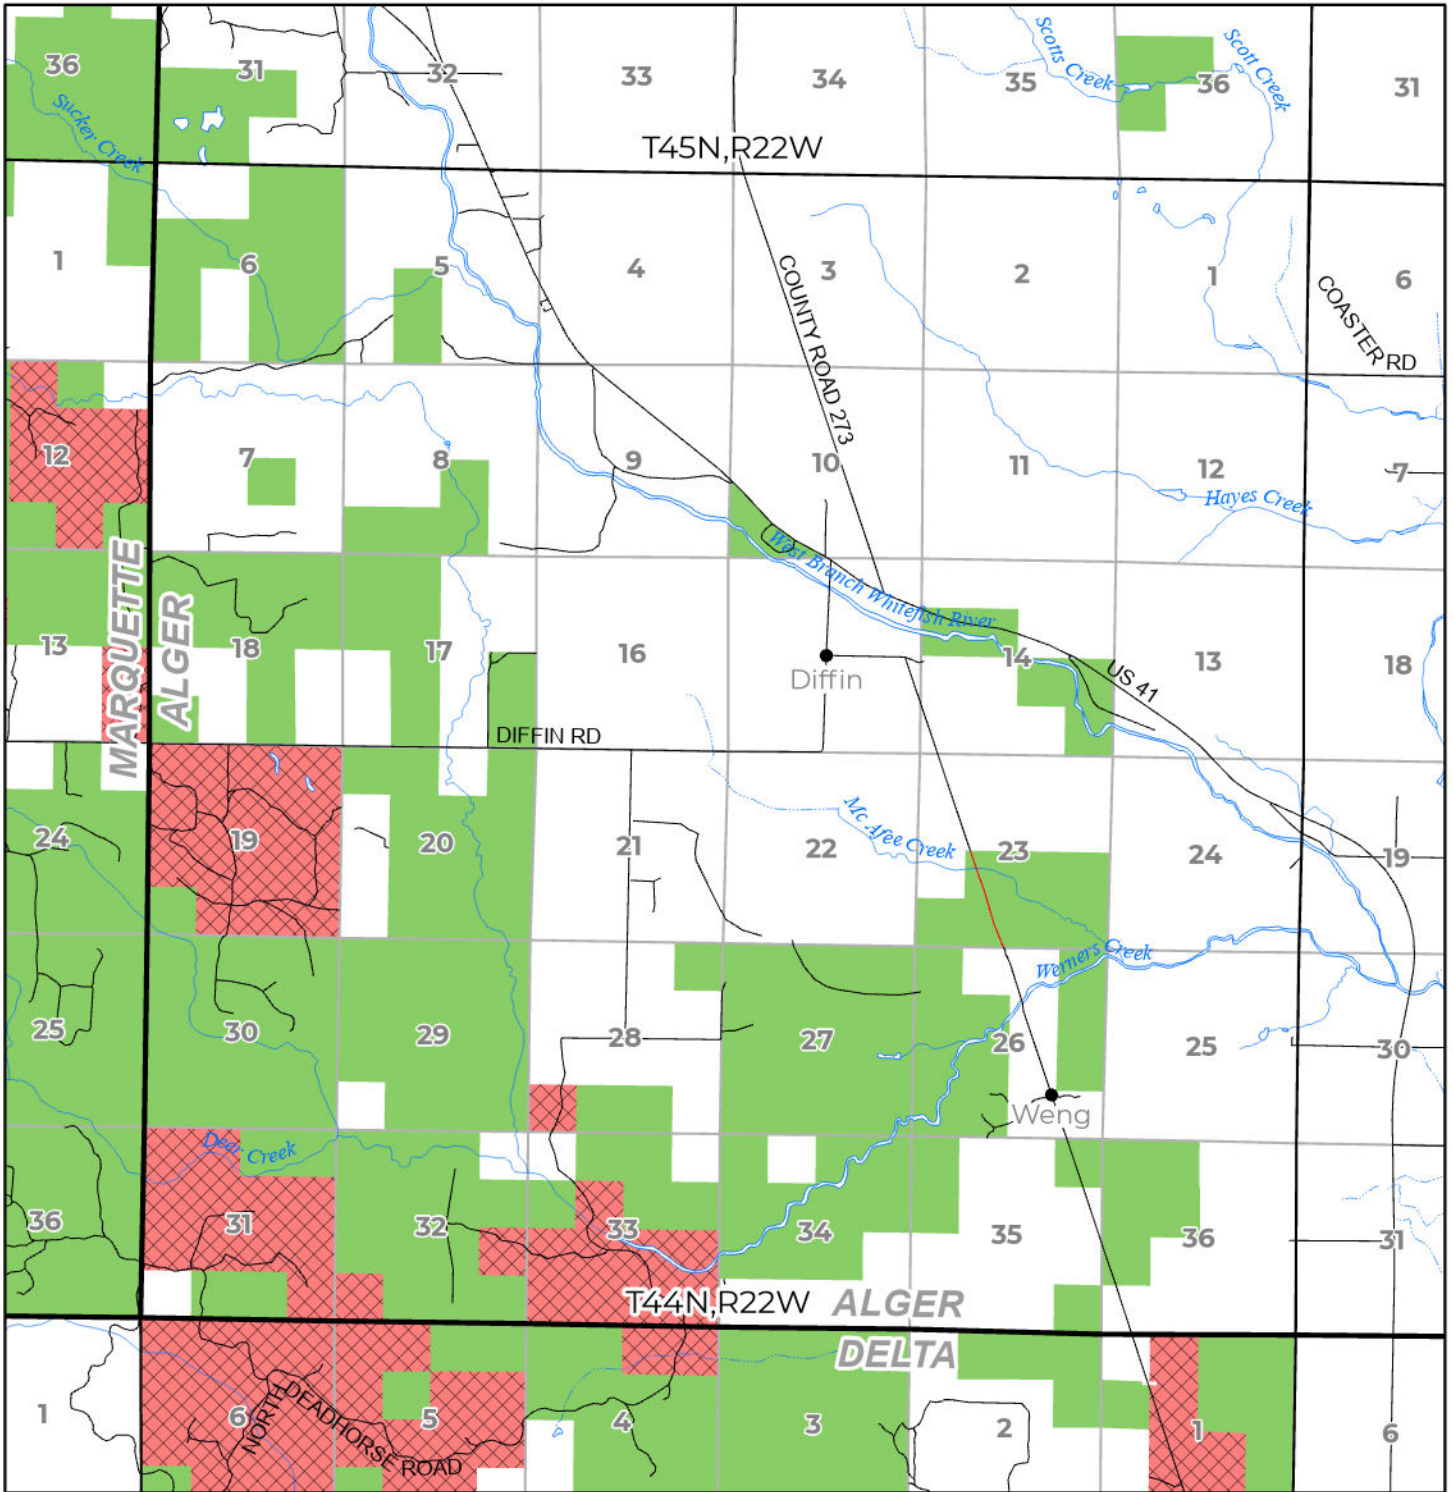 36
31
32
33
34
35
36
31
Scotts Creek
Scott Creek
Sucker Creek
T45N,R22W
1
6
5
4
3
2
1
6
COUNTY ROAD 273
COASTER RD
12
7
8
9
10
11
12
7
Hayes Creek
West Branch Whitefish River
MARQUETTE
ALGER
13
18
17
16
Diffin
14
13
18
US 41
DIFFIN RD
24
19
20
21
22
Mc Afee Creek
23
24
19
Werners Creek
25
30
29
28
27
26
25
30
Weng
Deer Creek
36
31
32
33
34
35
36
31
T44N,R22W
ALGER
DELTA
1
6
NORTH
DEADHORSE ROAD
5
4
3
2
1
6